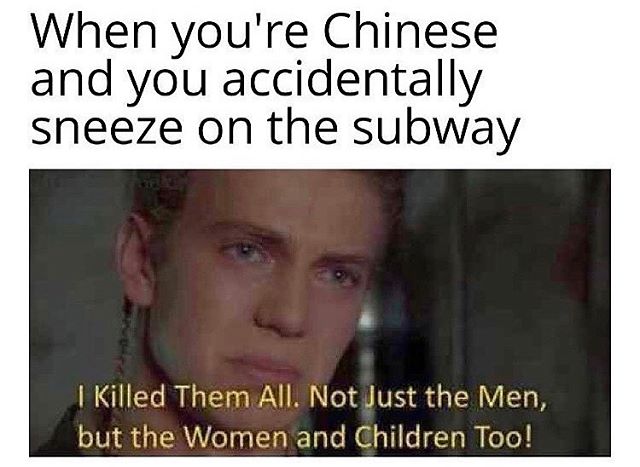 When you're Chinese
and you accidentally
sneeze on the subway
I Killed Them All. Not Just the Men,
but the Women and Children Too!